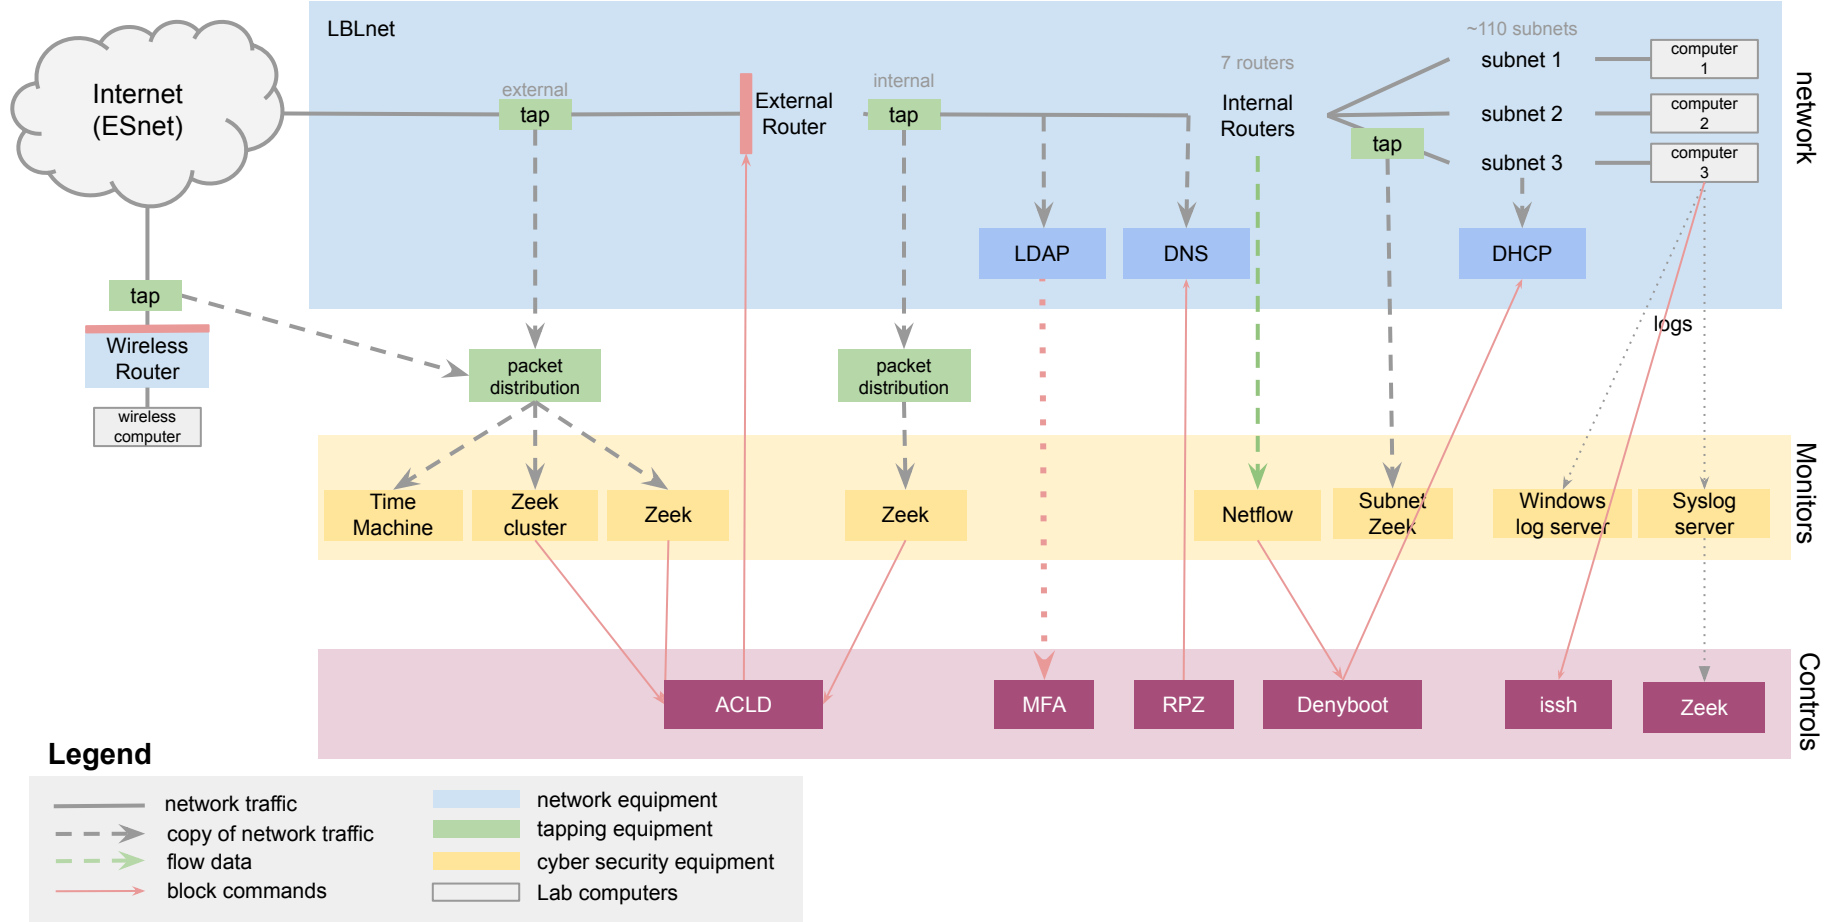 LBLnet
~110 subnets
Internet
(ESnet)
external
tap
External
Router
internal
tap
7 routers
Internal
Routers
subnet 1
subnet 2
subnet 3
tap
computer
1
computer
2
computer
3
network
LDAP
DNS
DHCP
tap
Wireless
Router
wireless
computer
logs
packet
distribution
packet
distribution
Time
Machine
Zeek
cluster
Zeek
Zeek
Netflow
Subnet
Zeek
Windows
log server
Syslog
server
Monitors
ACLD
MFA
RPZ
Denyboot
issh
Zeek
Controls
Legend
network traffic
copy of network traffic
flow data
block commands
network equipment
tapping equipment
cyber security equipment
Lab computers